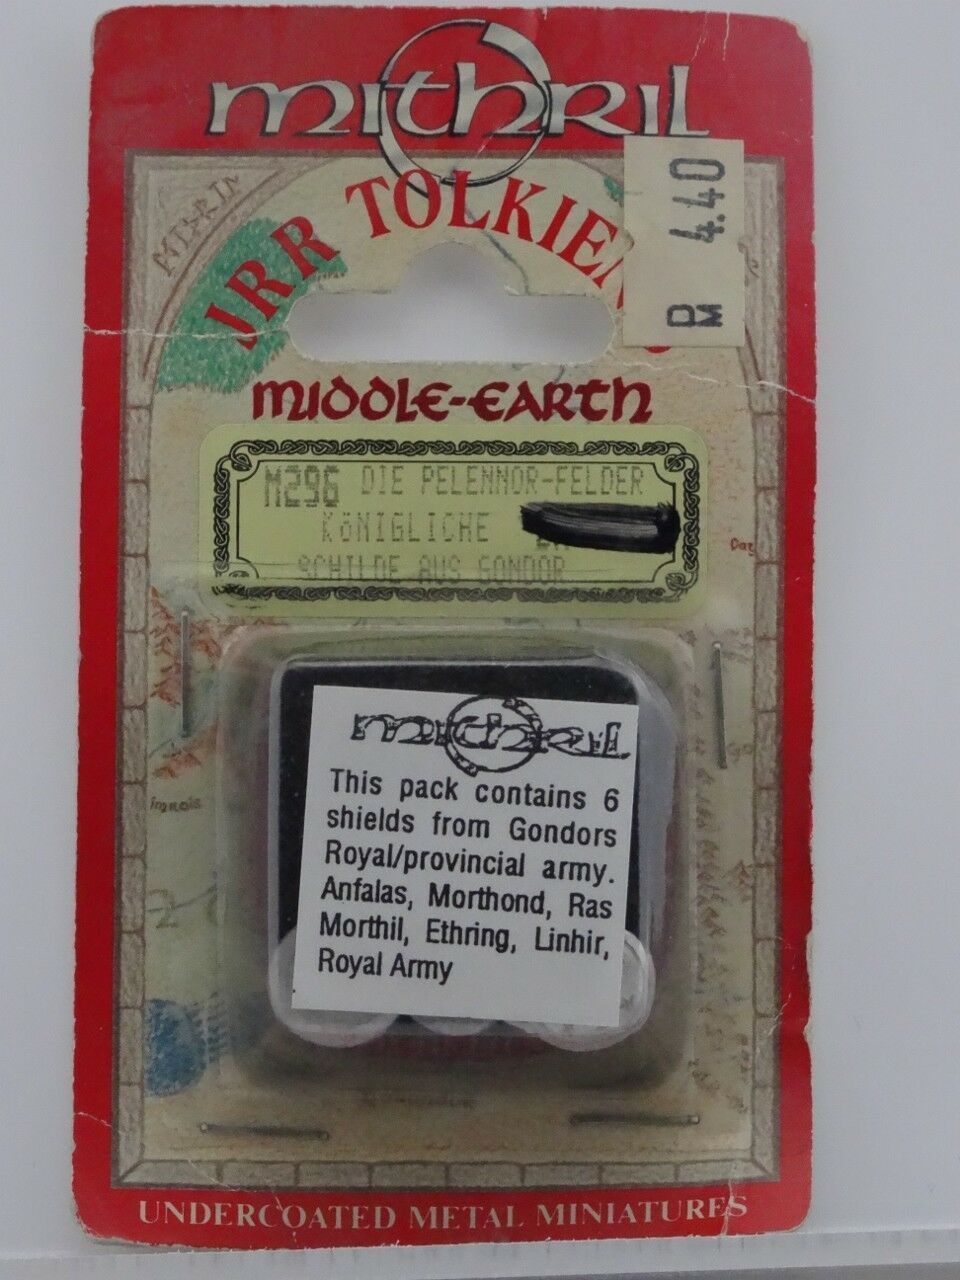 mithril
JRR TOLKIEN
M 4.40
MIDDLE-EARTH
M296 DIE PELENNOR-FELDER
KÖNIGLICHE
SCHILDE AUS GONDOR
mithril
This pack contains 6
shields from Gondors
Royal/provincial army.
Anfalas, Morthond, Ras
Morthil, Ethring, Linhir,
Royal Army
UNDERCOATED METAL MINIATURES